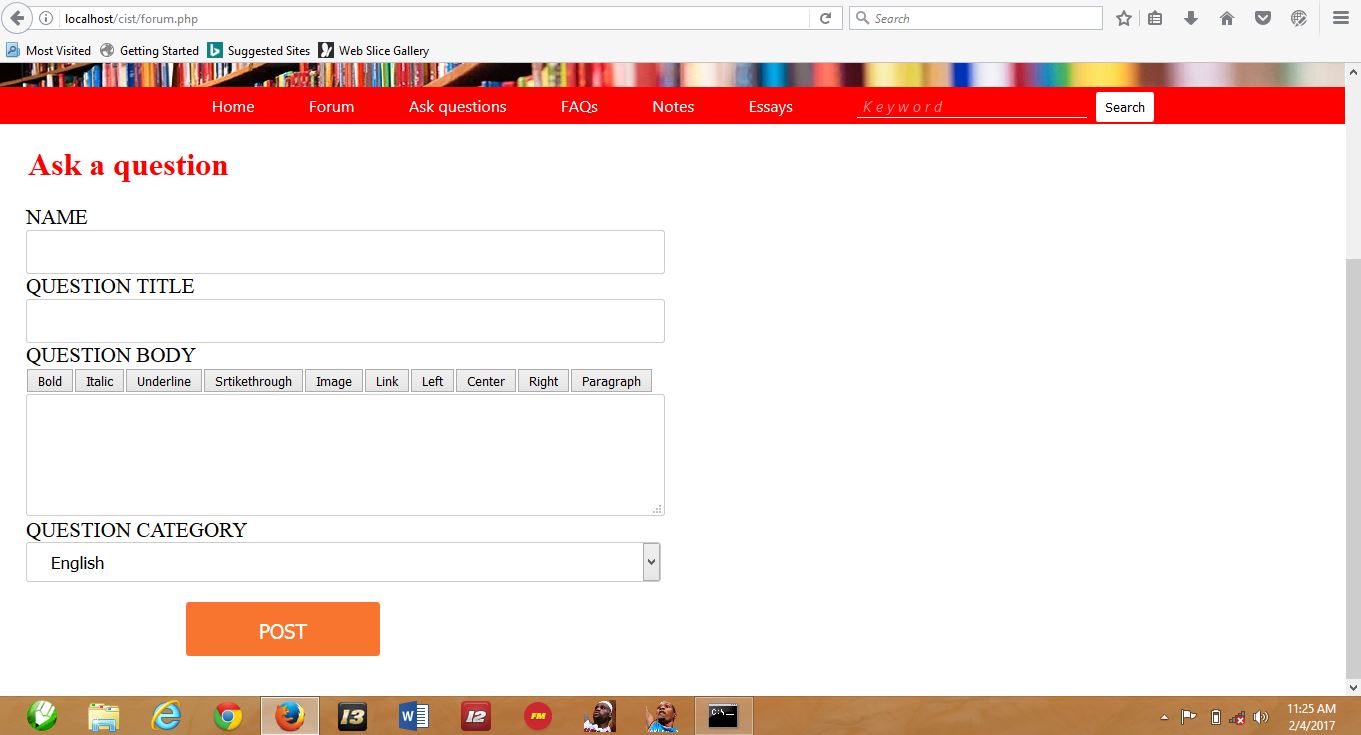 localhost/cist/forum.php
Search
Most Visited Getting Started Suggested Sites Web Slice Gallery
Home Forum Ask questions FAQs Notes Essays Keyword Search
Ask a question
NAME
QUESTION TITLE
QUESTION BODY
Bold Italic Underline Srtikethrough Image Link Left Center Right Paragraph
QUESTION CATEGORY
English
POST
13 W 12 FM C:\
11:25 AM
2/4/2017